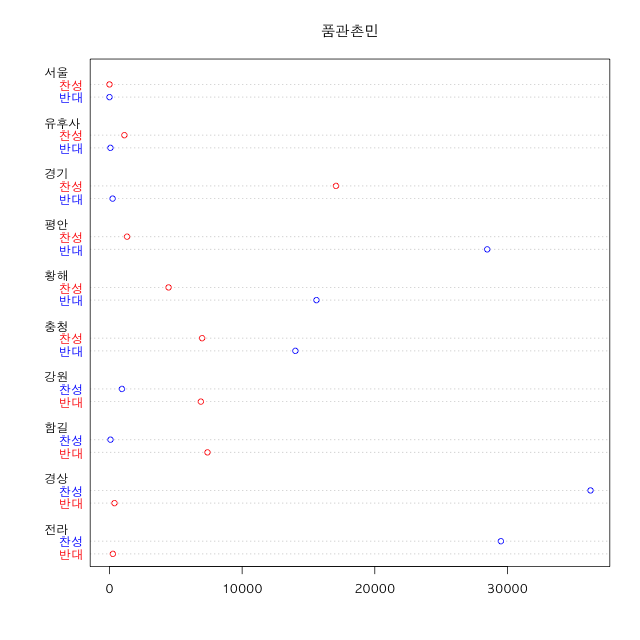 품관촌민
서울
찬성
반대
유후사
찬성
반대
경기
찬성
반대
평안
찬성
반대
황해
찬성
반대
충청
찬성
반대
강원
찬성
반대
함길
찬성
반대
경상
찬성
반대
전라
찬성
반대
0 10000 20000 30000